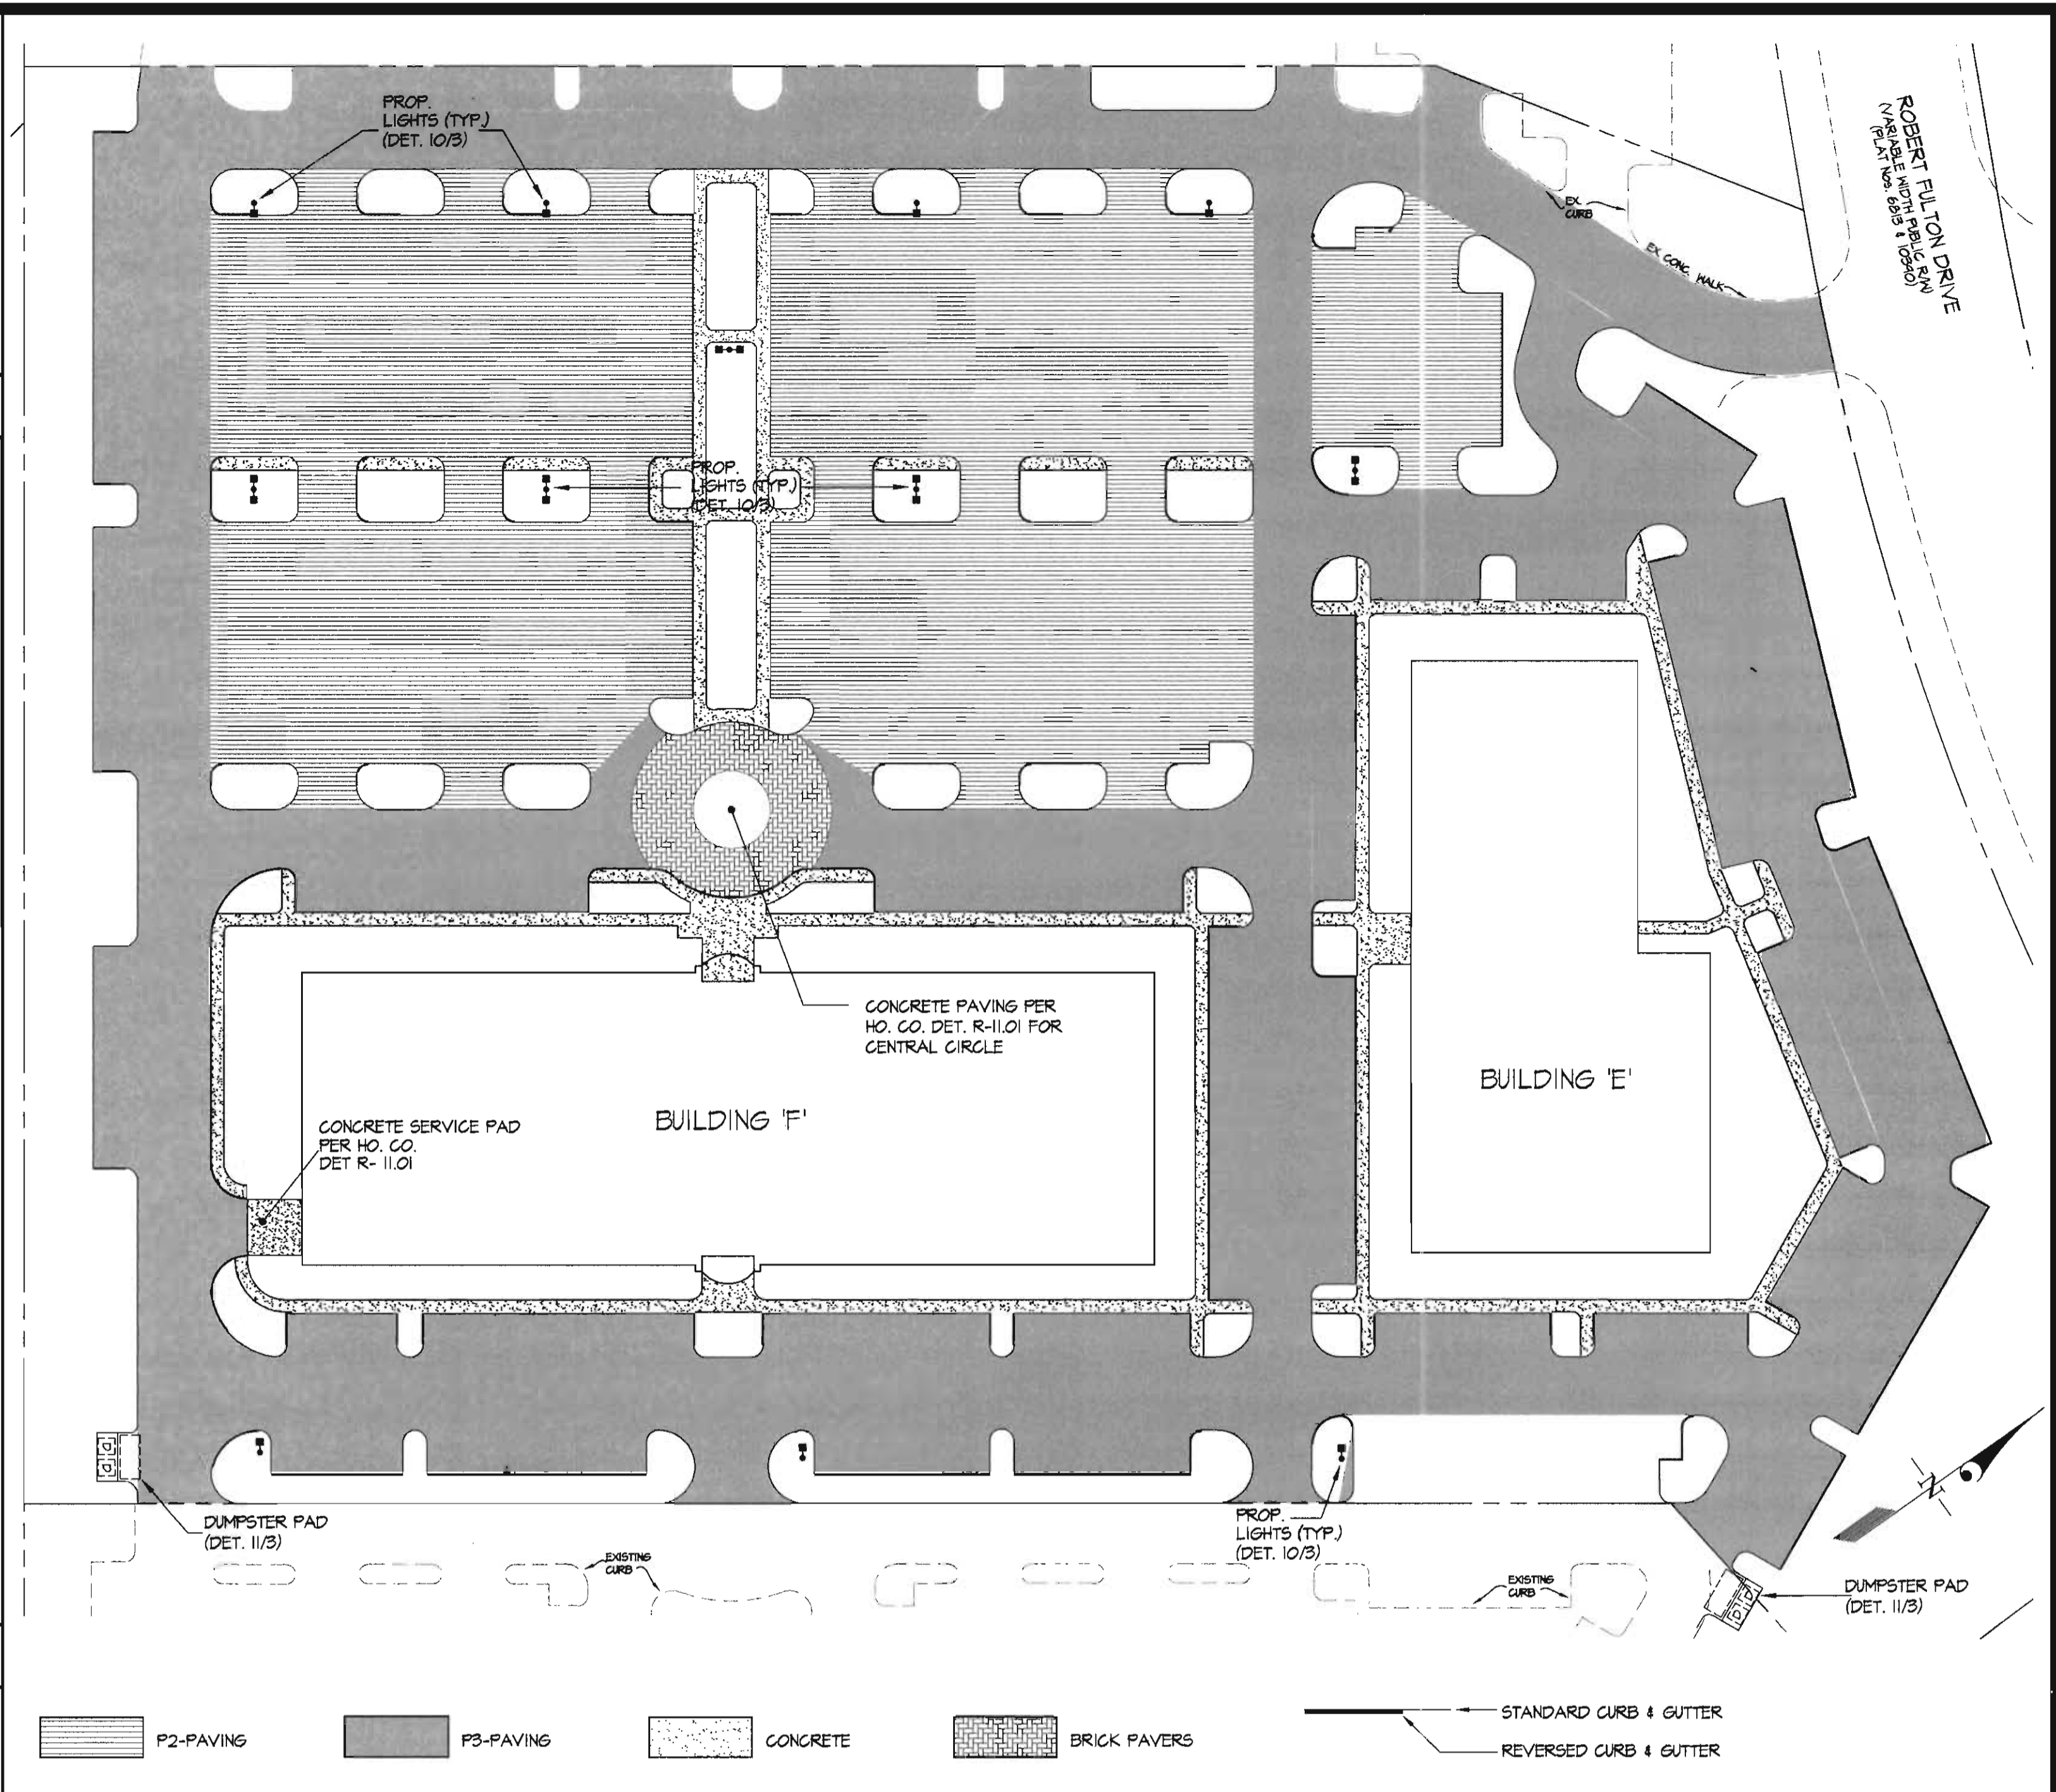 PROP.
LIGHTS (TYP.)
(DET. 10/3)
ROBERT FULTON DRIVE
(VARIABLE WIDTH PUBLIC R/W)
(PLAT NOS. 6813 & 10840)
EX.
CURB
EX CONC. WALK
PROP.
LIGHTS (TYP.)
(DET. 10/3)
CONCRETE PAVING PER
HO. CO. DET. R-11.01 FOR
CENTRAL CIRCLE
BUILDING 'E'
BUILDING 'F'
CONCRETE SERVICE PAD
PER HO. CO.
DET R- 11.01
N
DUMPSTER PAD
(DET. 11/3)
PROP.
LIGHTS (TYP.)
(DET. 10/3)
EXISTING
CURB
EXISTING
CURB
DUMPSTER PAD
(DET. 11/3)
P2-PAVING
P3-PAVING
CONCRETE
BRICK PAVERS
STANDARD CURB & GUTTER
REVERSED CURB & GUTTER